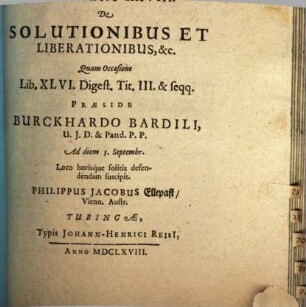 De
SOLUTIONIBUS ET
LIBERATIONIBUS, &c.
Quam Occasione
Lib. XLVI. Digest. Tit. III. & seqq.
PRÆSIDE
BURCKHARDO BARDILI,
U. J. D. & Pand. P. P.
Ad diem 5. Septembr.
Loco horisque solitis defen-
dendam suscipit.
PHILIPPUS JACOBUS Ellepast/
Vienn. Austr.
TUBINGÆ,
Typis JOHANN-HENRICI REISI,
ANNO MDCLXVIII.